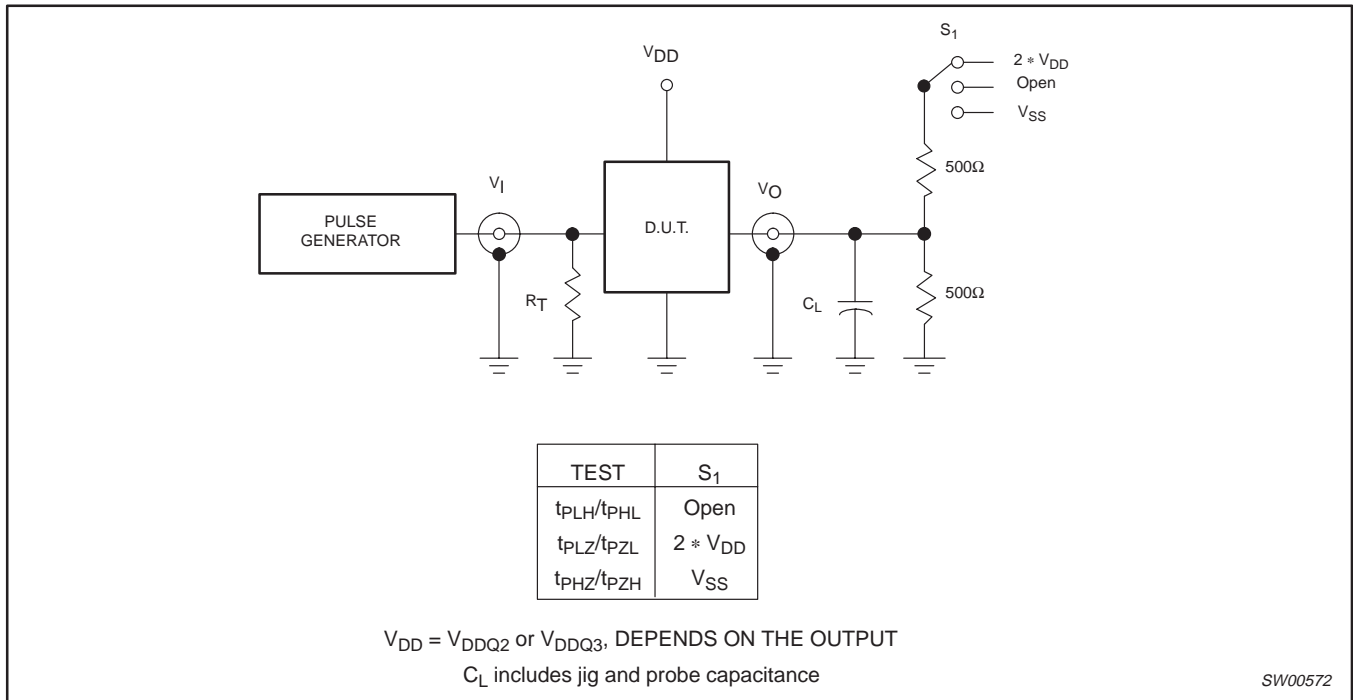 S1
VDD
2 * VDD
Open
VSS
500Ω
VI
VO
PULSE
GENERATOR
D.U.T.
RT
CL
500Ω
TEST S1
tPLH/tPHL Open
tPLZ/tPZL 2 * VDD
tPHZ/tPZH VSS
VDD = VDDQ2 or VDDQ3, DEPENDS ON THE OUTPUT
CL includes jig and probe capacitance
SW00572